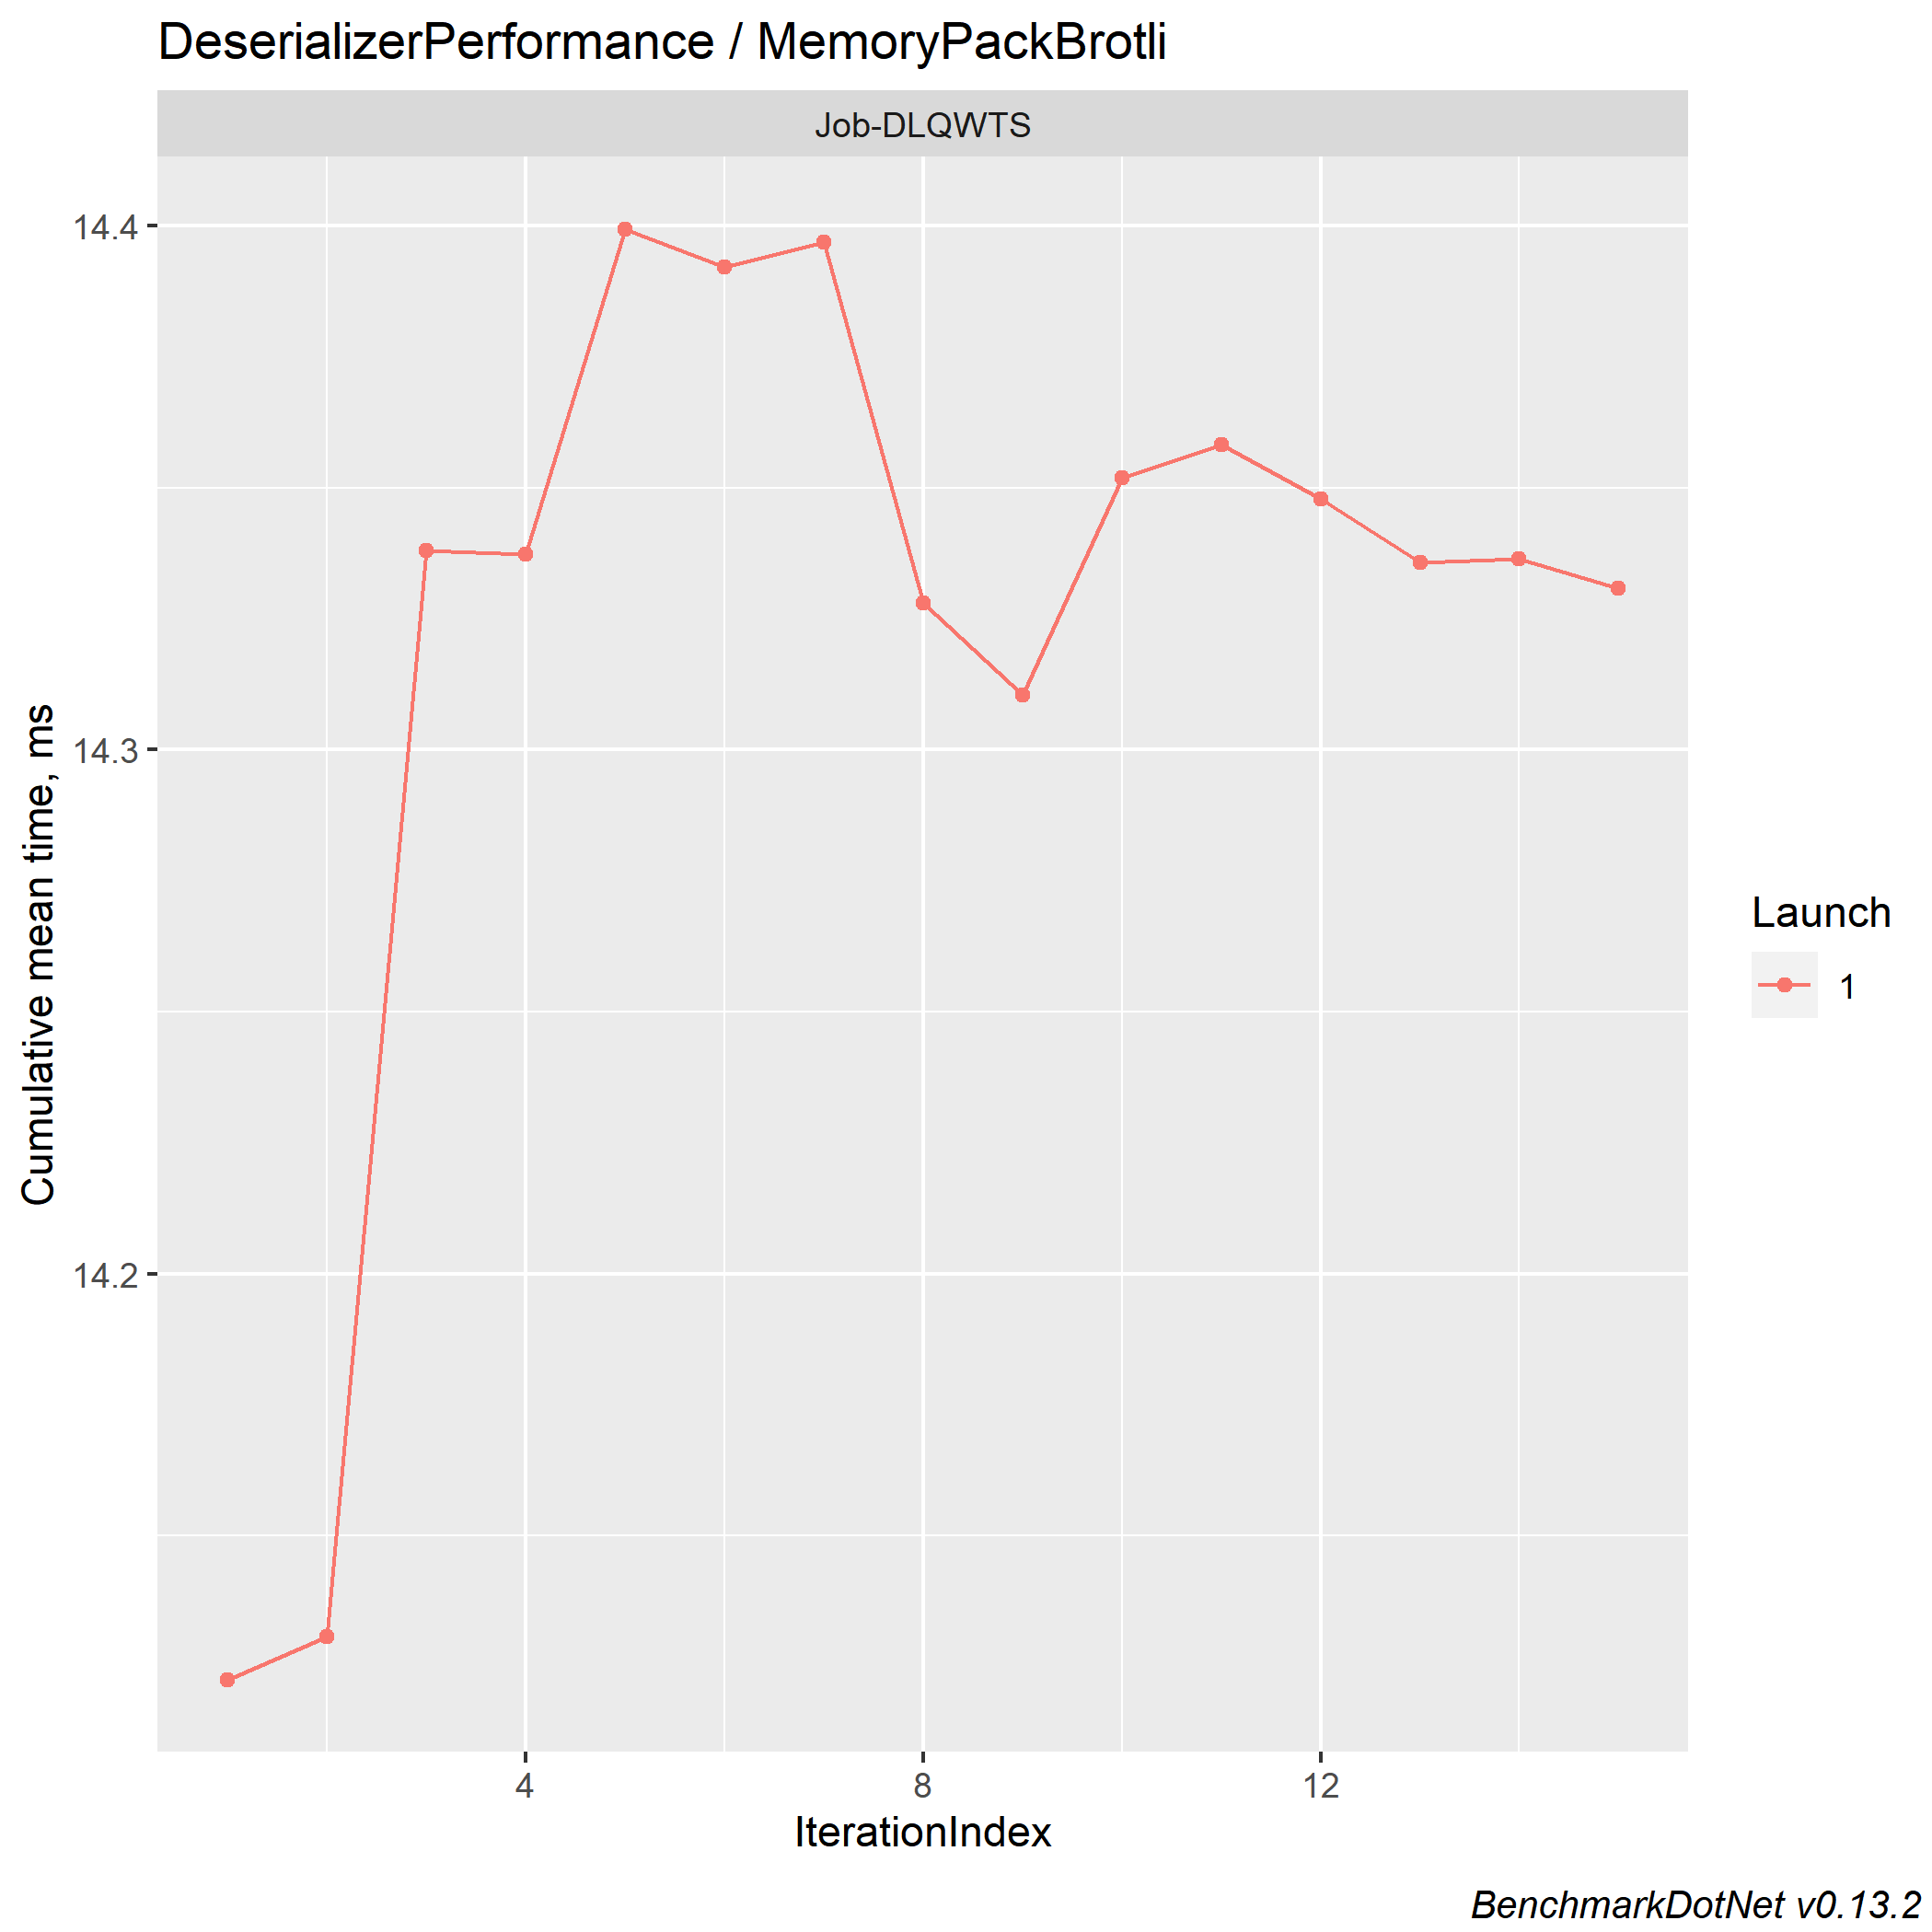 DeserializerPerformance / MemoryPackBrotli
Job-DLQWTS
14.4
14.3
14.2
Cumulative mean time, ms
4
8
12
IterationIndex
Launch
1
BenchmarkDotNet v0.13.2